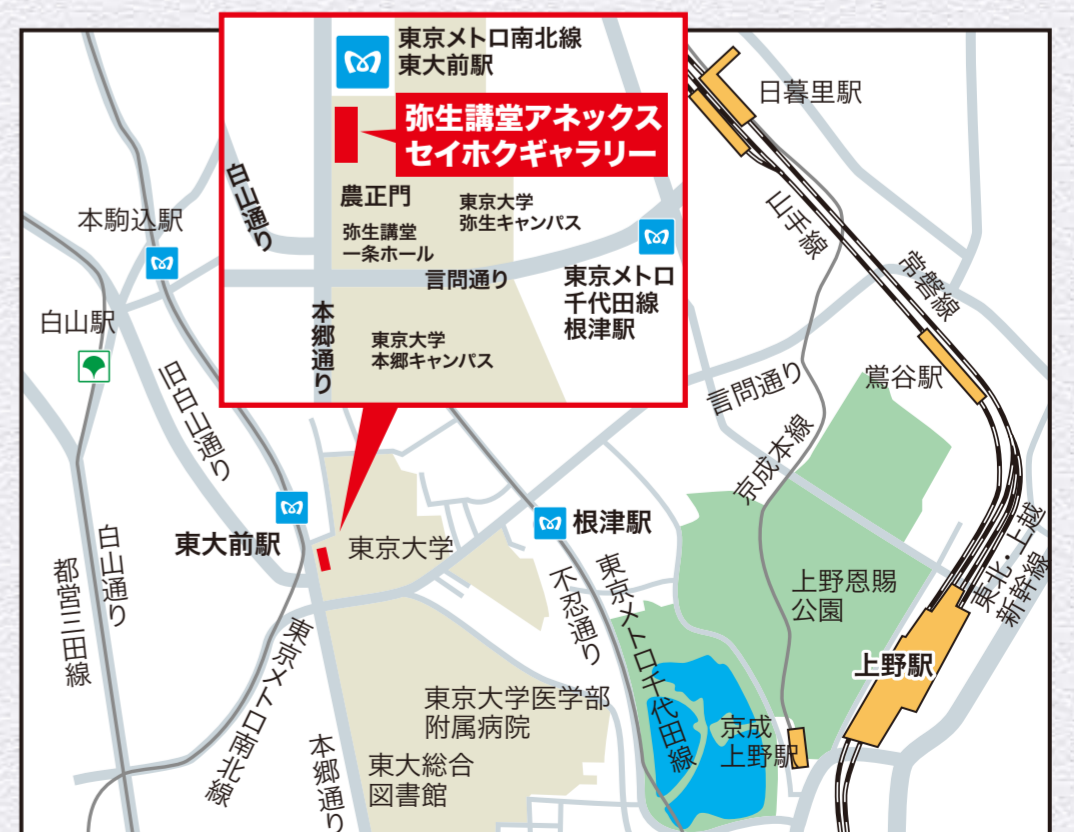 東京メトロ南北線
東大前駅
弥生講堂アネックス
セイホクギャラリー
白山通り
農正門
弥生講堂
一条ホール
東京大学
弥生キャンパス
言問通り
東京メトロ
千代田線
根津駅
本郷通り
東京大学
本郷キャンパス
日暮里駅
山手線
常磐線
本駒込駅
白山駅
旧白山通り
言問通り
鶯谷駅
京成本線
東大前駅
東京大学
根津駅
白山通り
都営三田線
不忍通り
東京メトロ千代田線
上野恩賜
公園
東北・上越
新幹線
上野駅
東京メトロ南北線
東京大学医学部
附属病院
京成
上野駅
本郷通り
東大総合
図書館